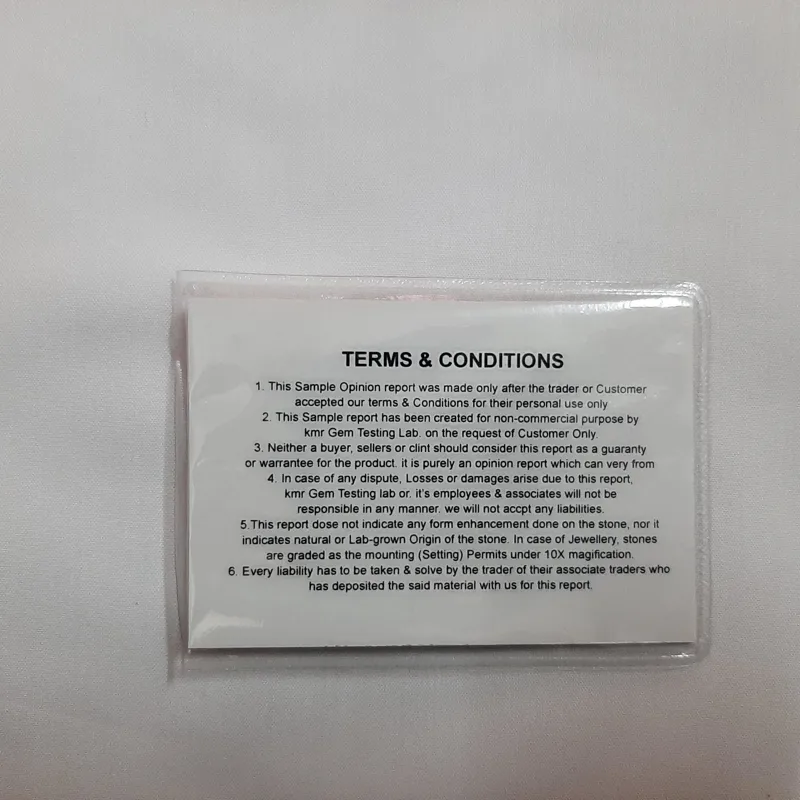 TERMS & CONDITIONS
1. This Sample Opinion report was made only after the trader or Customer
accepted our terms & Conditions for their personal use only
2. This Sample report has been created for non-commercial purpose by
kmr Gem Testing Lab. on the request of Customer Only.
3. Neither a buyer, sellers or clint should consider this report as a guaranty
or warrantee for the product. it is purely an opinion report which can very from
4. In case of any dispute, Losses or damages arise due to this report,
kmr Gem Testing lab or. it's employees & associates will not be
responsible in any manner. we will not accpt any liabilities.
5.This report dose not indicate any form enhancement done on the stone, nor it
indicates natural or Lab-grown Origin of the stone. In case of Jewellery, stones
are graded as the mounting (Setting) Permits under 10X magification.
6. Every liability has to be taken & solve by the trader of their associate traders who
has deposited the said material with us for this report.